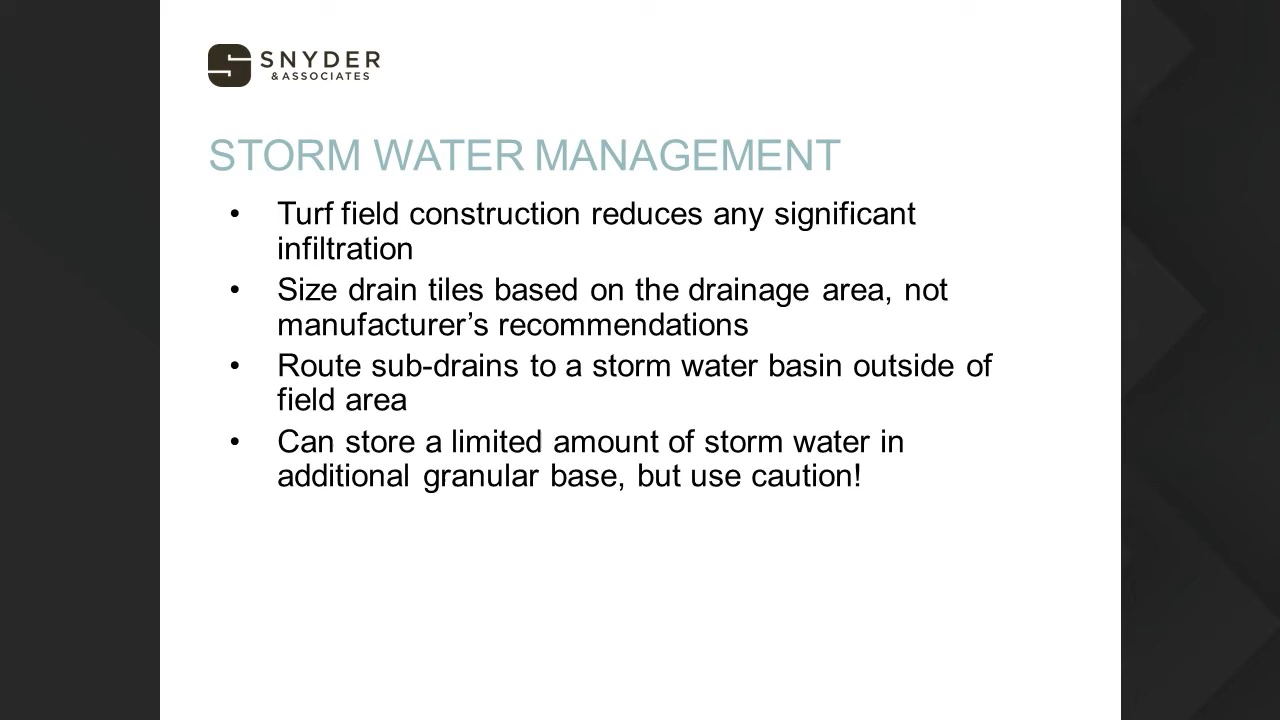 SNYDER
& ASSOCIATES
STORM WATER MANAGEMENT
• Turf field construction reduces any significant
infiltration
• Size drain tiles based on the drainage area, not
manufacturer’s recommendations
• Route sub-drains to a storm water basin outside of
field area
• Can store a limited amount of storm water in
additional granular base, but use caution!